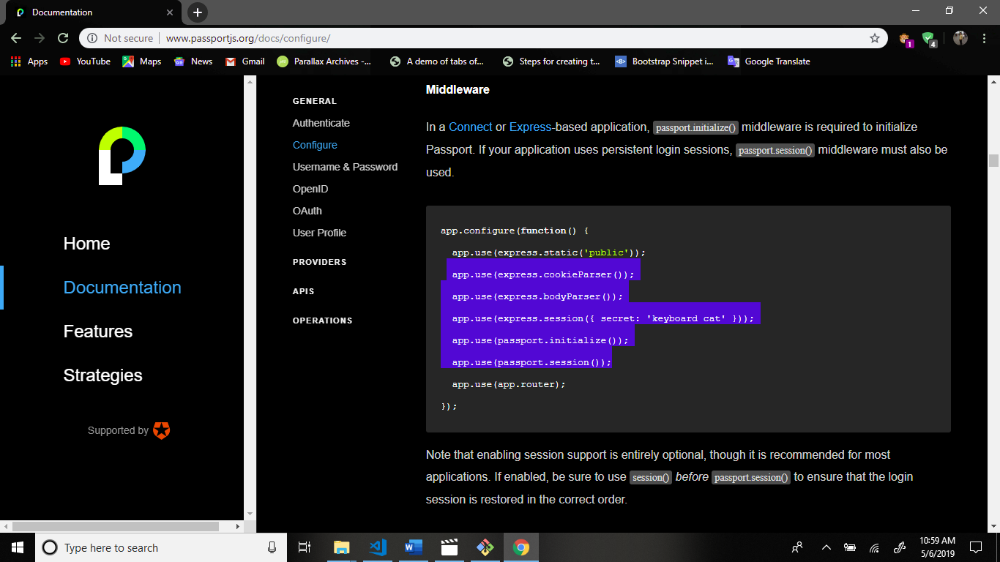 Documentation
Not secure www.passportjs.org/docs/configure/
1
4
Apps YouTube Maps News Gmail Parallax Archives -... A demo of tabs of... Steps for creating t... <B> Bootstrap Snippet i... Google Translate
Home
Documentation
Features
Strategies
Supported by
GENERAL
Authenticate
Configure
Username & Password
OpenID
OAuth
User Profile
PROVIDERS
APIS
OPERATIONS
Middleware
In a Connect or Express-based application, passport.initialize() middleware is required to initialize
Passport. If your application uses persistent login sessions, passport.session() middleware must also be
used.
app.configure(function() {
app.use(express.static('public'));
app.use(express.cookieParser());
app.use(express.bodyParser());
app.use(express.session({ secret: 'keyboard cat' }));
app.use(passport.initialize());
app.use(passport.session());
app.use(app.router);
});
Note that enabling session support is entirely optional, though it is recommended for most
applications. If enabled, be sure to use session() before passport.session() to ensure that the login
session is restored in the correct order.
Type here to search
10:59 AM
5/6/2019